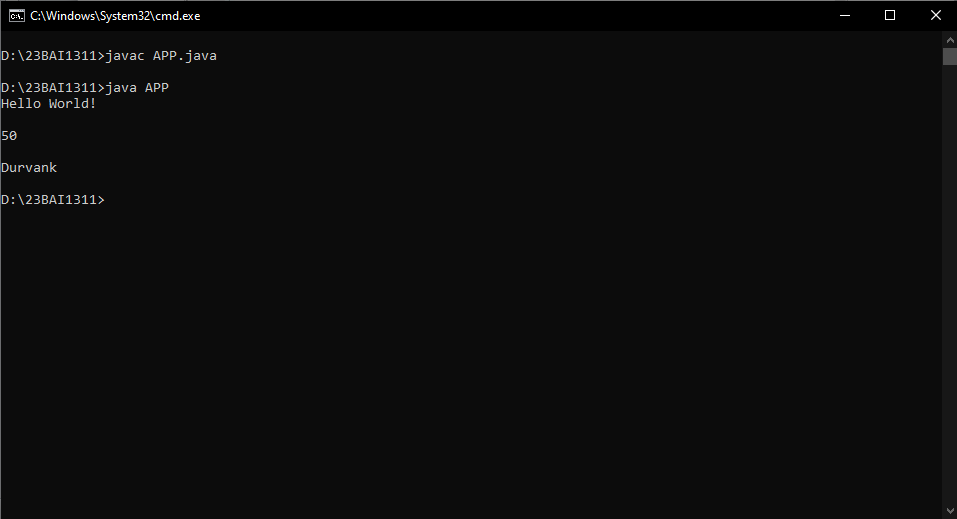 C:\Windows\System32\cmd.exe
D:\23BAI1311>javac APP.java
D:\23BAI1311>java APP
Hello World!
50
Durvank
D:\23BAI1311>